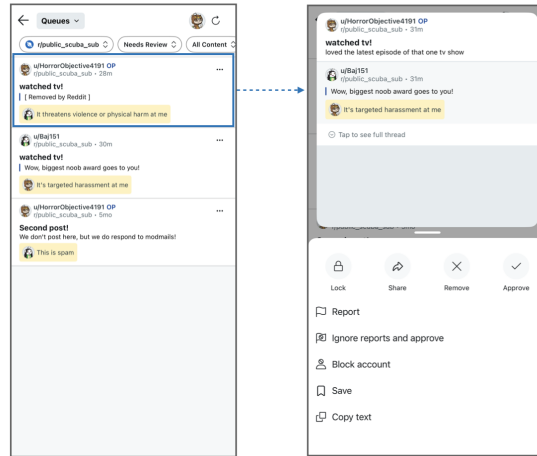 Queues
r/public_scuba_sub
Needs Review
All Content
u/HorrorObjective4191 OP
r/public_scuba_sub • 28m
watched tv!
[ Removed by Reddit ]
It threatens violence or physical harm at me
u/Baj151
r/public_scuba_sub • 30m
watched tv!
Wow, biggest noob award goes to you!
It's targeted harassment at me
u/HorrorObjective4191 OP
r/public_scuba_sub • 5mo
Second post!
We don't post here, but we do respond to modmails!
This is spam
u/HorrorObjective4191 OP
r/public_scuba_sub • 31m
watched tv!
loved the latest episode of that one tv show
u/Baj151
r/public_scuba_sub • 31m
Wow, biggest noob award goes to you!
It's targeted harassment at me
Tap to see full thread
r/public_scuba_sub • 5mo
Lock
Share
Remove
Approve
Report
Ignore reports and approve
Block account
Save
Copy text